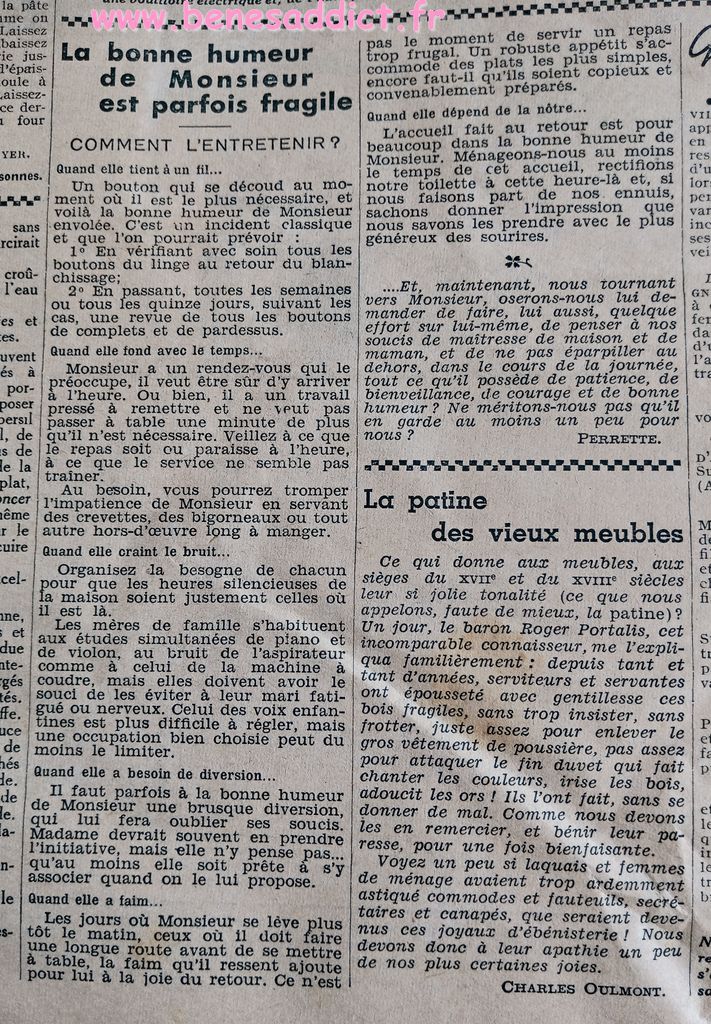 www.benesaddict.fr
La bonne humeur
de Monsieur
est parfois fragile
COMMENT L'ENTRETENIR ?
Quand elle tient à un fil...
Un bouton qui se découd au mo-
ment où il est le plus nécessaire, et
voilà la bonne humeur de Monsieur
envolée. C'est un incident classique
et que l'on pourrait prévoir :
1° En vérifiant avec soin tous les
boutons du linge au retour du blan-
chissage;
2° En passant, toutes les semaines
ou tous les quinze jours, suivant les
cas, une revue de tous les boutons
de complets et de pardessus.
Quand elle fond avec le temps...
Monsieur a un rendez-vous qui le
préoccupe, il veut être sûr d'y arriver
à l'heure. Ou bien, il a un travail
pressé à remettre et ne veut pas
passer à table une minute de plus
qu'il n'est nécessaire. Veillez à ce que
le repas soit ou paraisse à l'heure,
à ce que le service ne semble pas
traîner.
Au besoin, vous pourrez tromper
l'impatience de Monsieur en servant
des crevettes, des bigorneaux ou tout
autre hors-d'œuvre long à manger.
Quand elle craint le bruit...
Organisez la besogne de chacun
pour que les heures silencieuses de
la maison soient justement celles où
il est là.
Les mères de famille s'habituent
aux études simultanées de piano et
de violon, au bruit de l'aspirateur
comme à celui de la machine à
coudre, mais elles doivent avoir le
souci de les éviter à leur mari fati-
gué ou nerveux. Celui des voix enfan-
tines est plus difficile à régler, mais
une occupation bien choisie peut du
moins le limiter.
Quand elle a besoin de diversion...
Il faut parfois à la bonne humeur
de Monsieur une brusque diversion,
qui lui fera oublier ses soucis.
Madame devrait souvent en prendre
l'initiative, mais elle n'y pense pas...
qu'au moins elle soit prête à s'y
associer quand on le lui propose.
Quand elle a faim...
Les jours où Monsieur se lève plus
tôt le matin, ceux où il doit faire
une longue route avant de se mettre
à table, la faim qu'il ressent ajoute
pour lui à la joie du retour. Ce n'est
pas le moment de servir un repas
trop frugal. Un robuste appétit s'ac-
commode des plats les plus simples,
encore faut-il qu'ils soient copieux et
convenablement préparés.
Quand elle dépend de la nôtre...
L'accueil fait au retour est pour
beaucoup dans la bonne humeur de
Monsieur. Ménageons-nous au moins
le temps de cet accueil, rectifions
notre toilette à cette heure-là et, si
nous faisons part de nos ennuis,
sachons donner l'impression que
nous savons les prendre avec le plus
généreux des sourires.
....Et, maintenant, nous tournant
vers Monsieur, oserons-nous lui de-
mander de faire, lui aussi, quelque
effort sur lui-même, de penser à nos
soucis de maîtresse de maison et de
maman, et de ne pas éparpiller au
dehors, dans le cours de la journée,
tout ce qu'il possède de patience, de
bienveillance, de courage et de bonne
humeur ? Ne méritons-nous pas qu'il
en garde au moins un peu pour
nous ?
PERRETTE.
La patine
des vieux meubles
Ce qui donne aux meubles, aux
sièges du XVIIe et du XVIIIe siècles
leur si jolie tonalité (ce que nous
appelons, faute de mieux, la patine) ?
Un jour, le baron Roger Portalis, cet
incomparable connaisseur, me l'expli-
qua familièrement : depuis tant et
tant d'années, serviteurs et servantes
ont épousseté avec gentillesse ces
bois fragiles, sans trop insister, sans
frotter, juste assez pour enlever le
gros vêtement de poussière, pas assez
pour attaquer le fin duvet qui fait
chanter les couleurs, irise les bois,
adoucit les ors ! Ils l'ont fait, sans se
donner de mal. Comme nous devons
les en remercier, et bénir leur pa-
resse, pour une fois bienfaisante.
Voyez un peu si laquais et femmes
de ménage avaient trop ardemment
astiqué commodes et fauteuils, secré-
taires et canapés, que seraient deve-
nus ces joyaux d'ébénisterie ! Nous
devons donc à leur apathie un peu
de nos plus certaines joies.
CHARLES OULMONT.